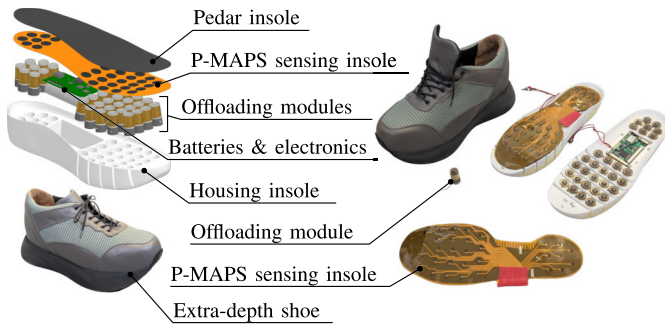 Pedar insole
P-MAPS sensing insole
Offloading modules
Batteries & electronics
Housing insole
Offloading module
P-MAPS sensing insole
Extra-depth shoe